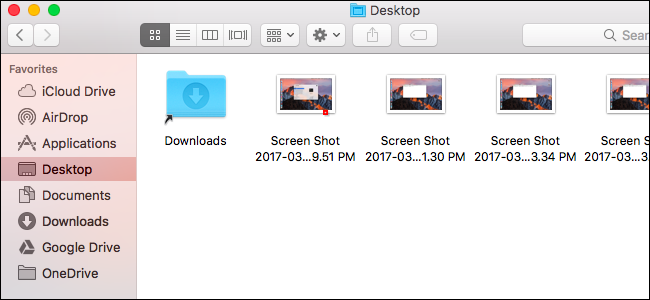 Desktop
Sear
Favorites
iCloud Drive
AirDrop
Applications
Desktop
Documents
Downloads
Google Drive
OneDrive
Downloads
Screen Shot
2017-03...9.51 PM
Screen Shot
2017-03...1.30 PM
Screen Shot
2017-03...3.34 PM
Screen Sh
2017-03...8